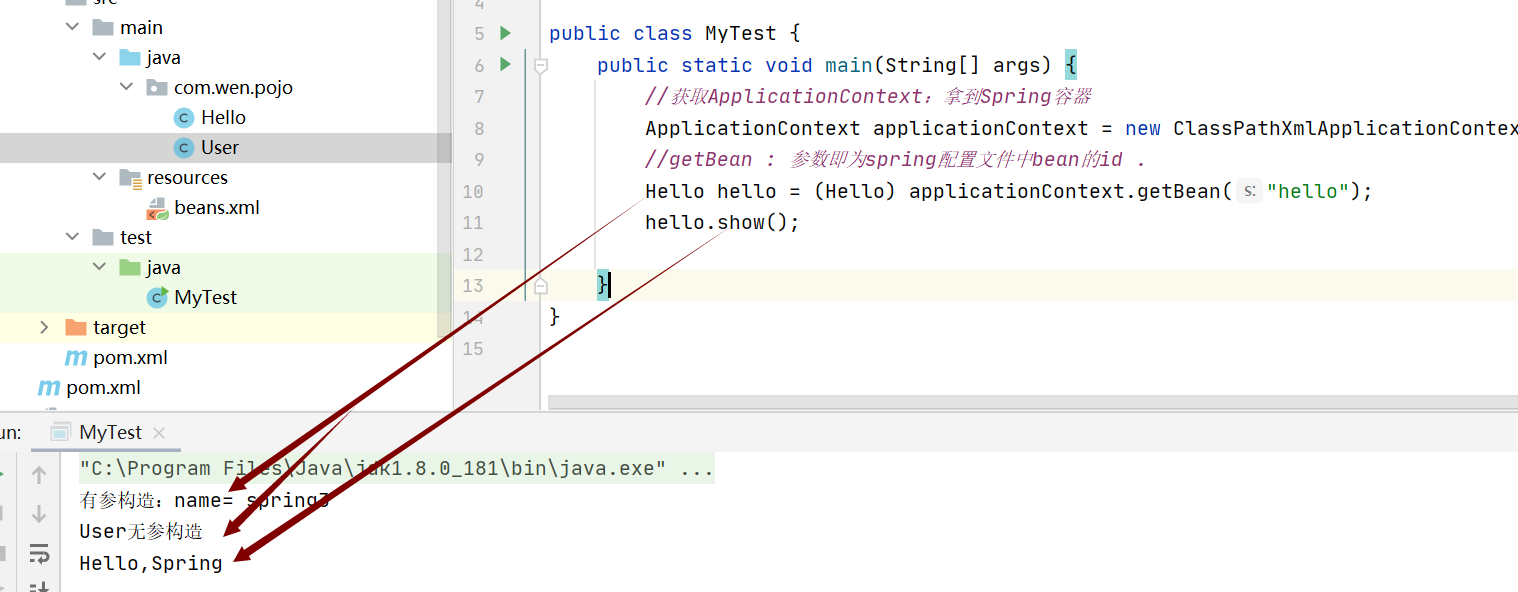 src
main
java
com.wen.pojo
Hello
User
resources
beans.xml
test
java
MyTest
target
pom.xml
pom.xml
4
5 public class MyTest {
6 public static void main(String[] args) {
7 //获取ApplicationContext：拿到Spring容器
8 ApplicationContext applicationContext = new ClassPathXmlApplicationContex
9 //getBean : 参数即为spring配置文件中bean的id .
10 Hello hello = (Hello) applicationContext.getBean( s: "hello");
11 hello.show();
12
13 }
14 }
15
un: MyTest
"C:\Program Files\Java\jdk1.8.0_181\bin\java.exe" ...
有参构造：name= spring3
User无参构造
Hello,Spring